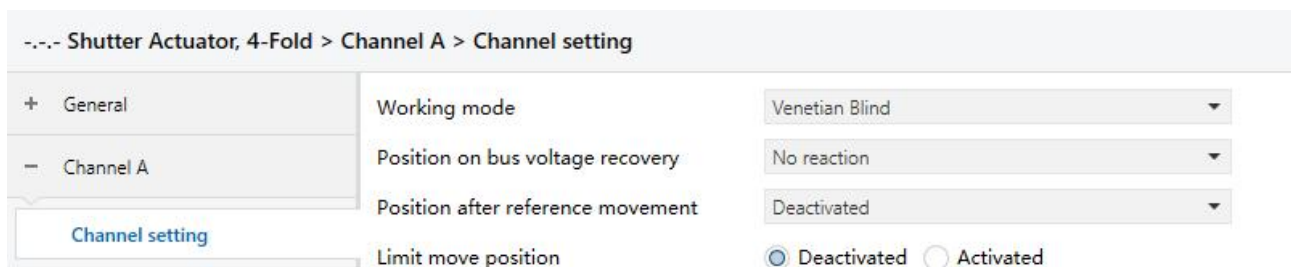 -.-.- Shutter Actuator, 4-Fold > Channel A > Channel setting
+ General
Working mode Venetian Blind
− Channel A
Position on bus voltage recovery No reaction
Position after reference movement Deactivated
Channel setting
Limit move position Deactivated Activated